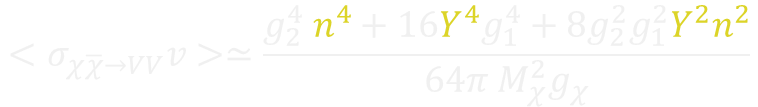 < σ_{χχ̅→VV} v > ≃ \frac{g_2^4 n^4 + 16Y^4 g_1^4 + 8g_2^2 g_1^2 Y^2 n^2}{64π M_χ^2 g_χ}